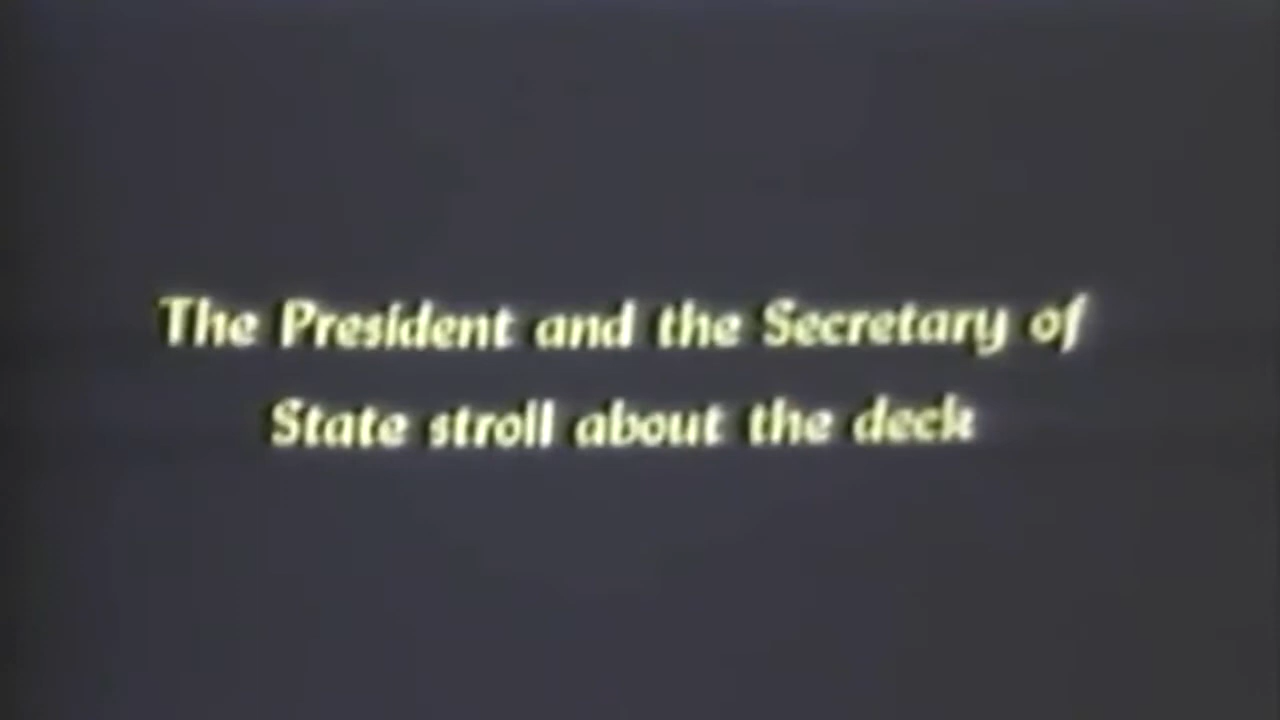 The President and the Secretary of
State stroll about the deck